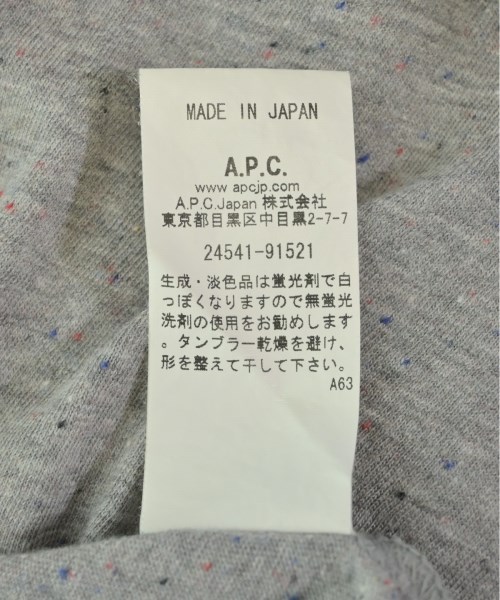 MADE IN JAPAN
A.P.C.
www.apcjp.com
A.P.C.Japan 株式会社
東京都目黒区中目黒2-7-7
24541-91521
生成・淡色品は蛍光剤で白
っぽくなりますので無蛍光
洗剤の使用をお勧めします
。タンブラー乾燥を避け、
形を整えて干して下さい。
A63